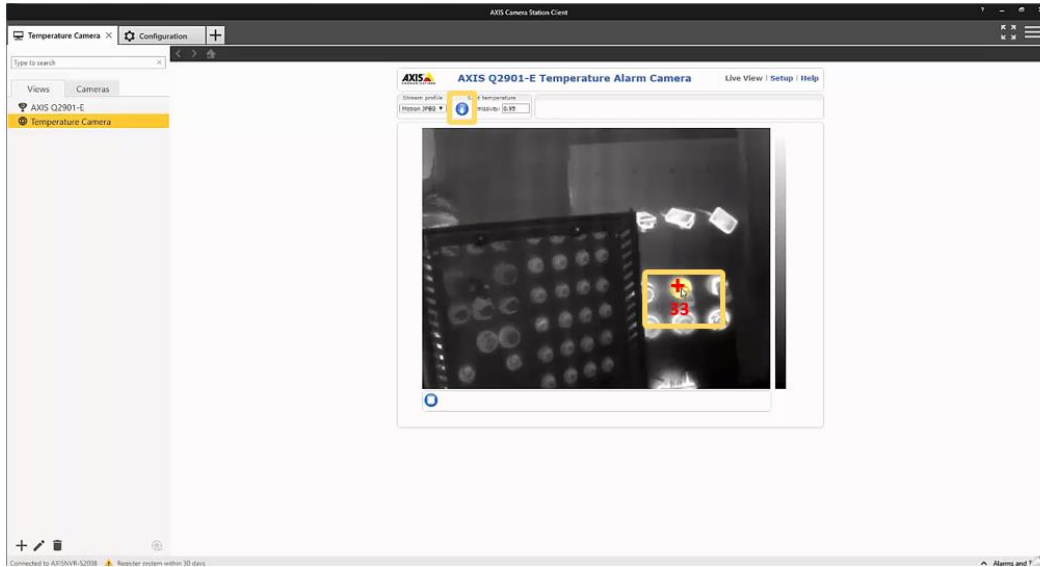 AXIS Camera Station Client
Temperature Camera
Configuration
Type to search
Views
Cameras
AXIS Q2901-E
Temperature Camera
AXIS
AXIS Q2901-E Temperature Alarm Camera
Live View | Setup | Help
Stream profile
temperature
Motion JPEG
0.95
33
Connected to AXISNVR-S2008
Register system within 30 days
Alarms and